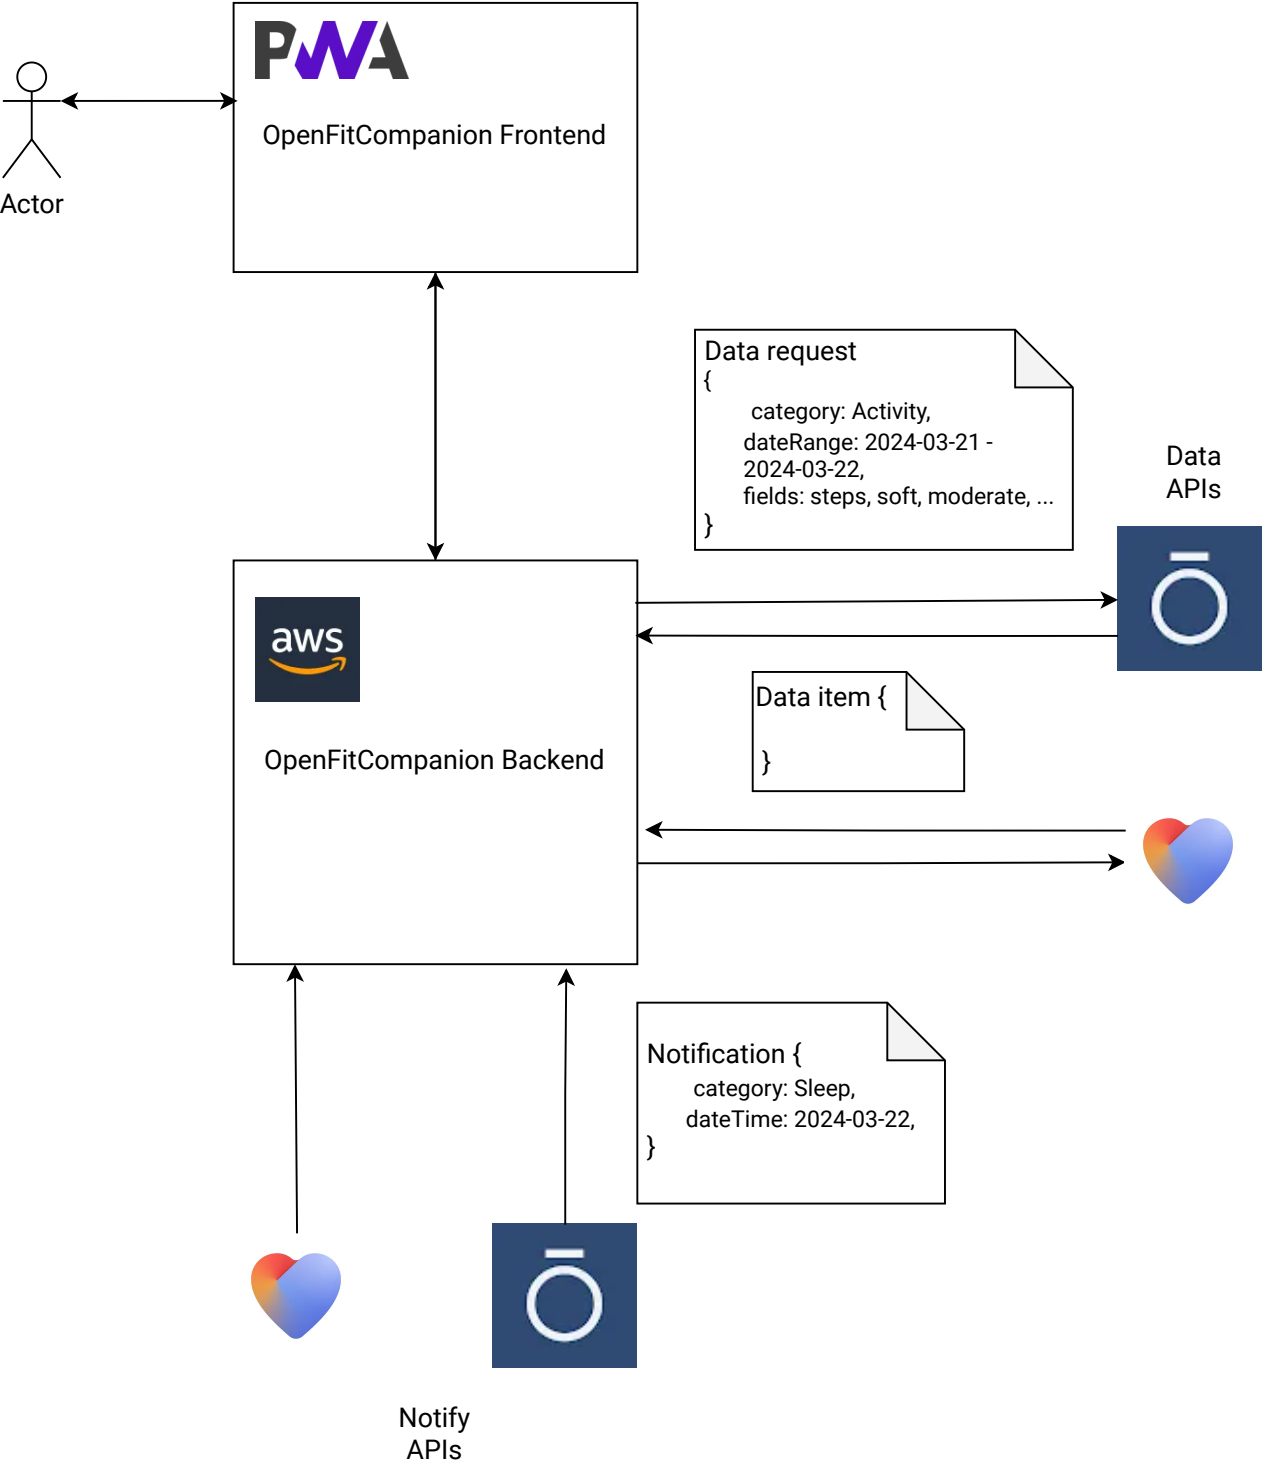 PWA
OpenFitCompanion Frontend
Actor
Data request
{
category: Activity,
dateRange: 2024-03-21 -
2024-03-22,
fields: steps, soft, moderate, ...
}
Data
APIs
aws
OpenFitCompanion Backend
Data item {
}
Notification {
category: Sleep,
dateTime: 2024-03-22,
}
Notify
APIs